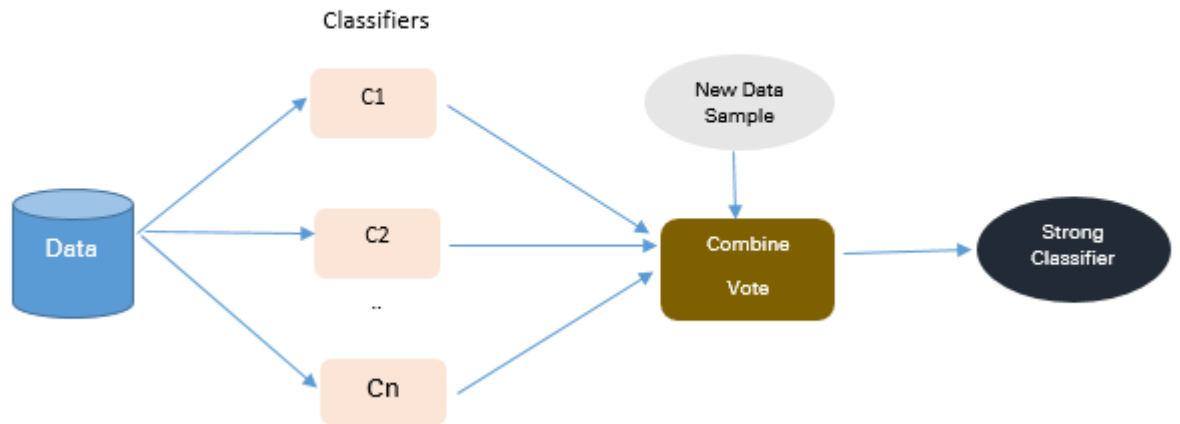 Classifiers
C1
New Data
Sample
Data
C2
..
Combine
Vote
Strong
Classifier
Cn